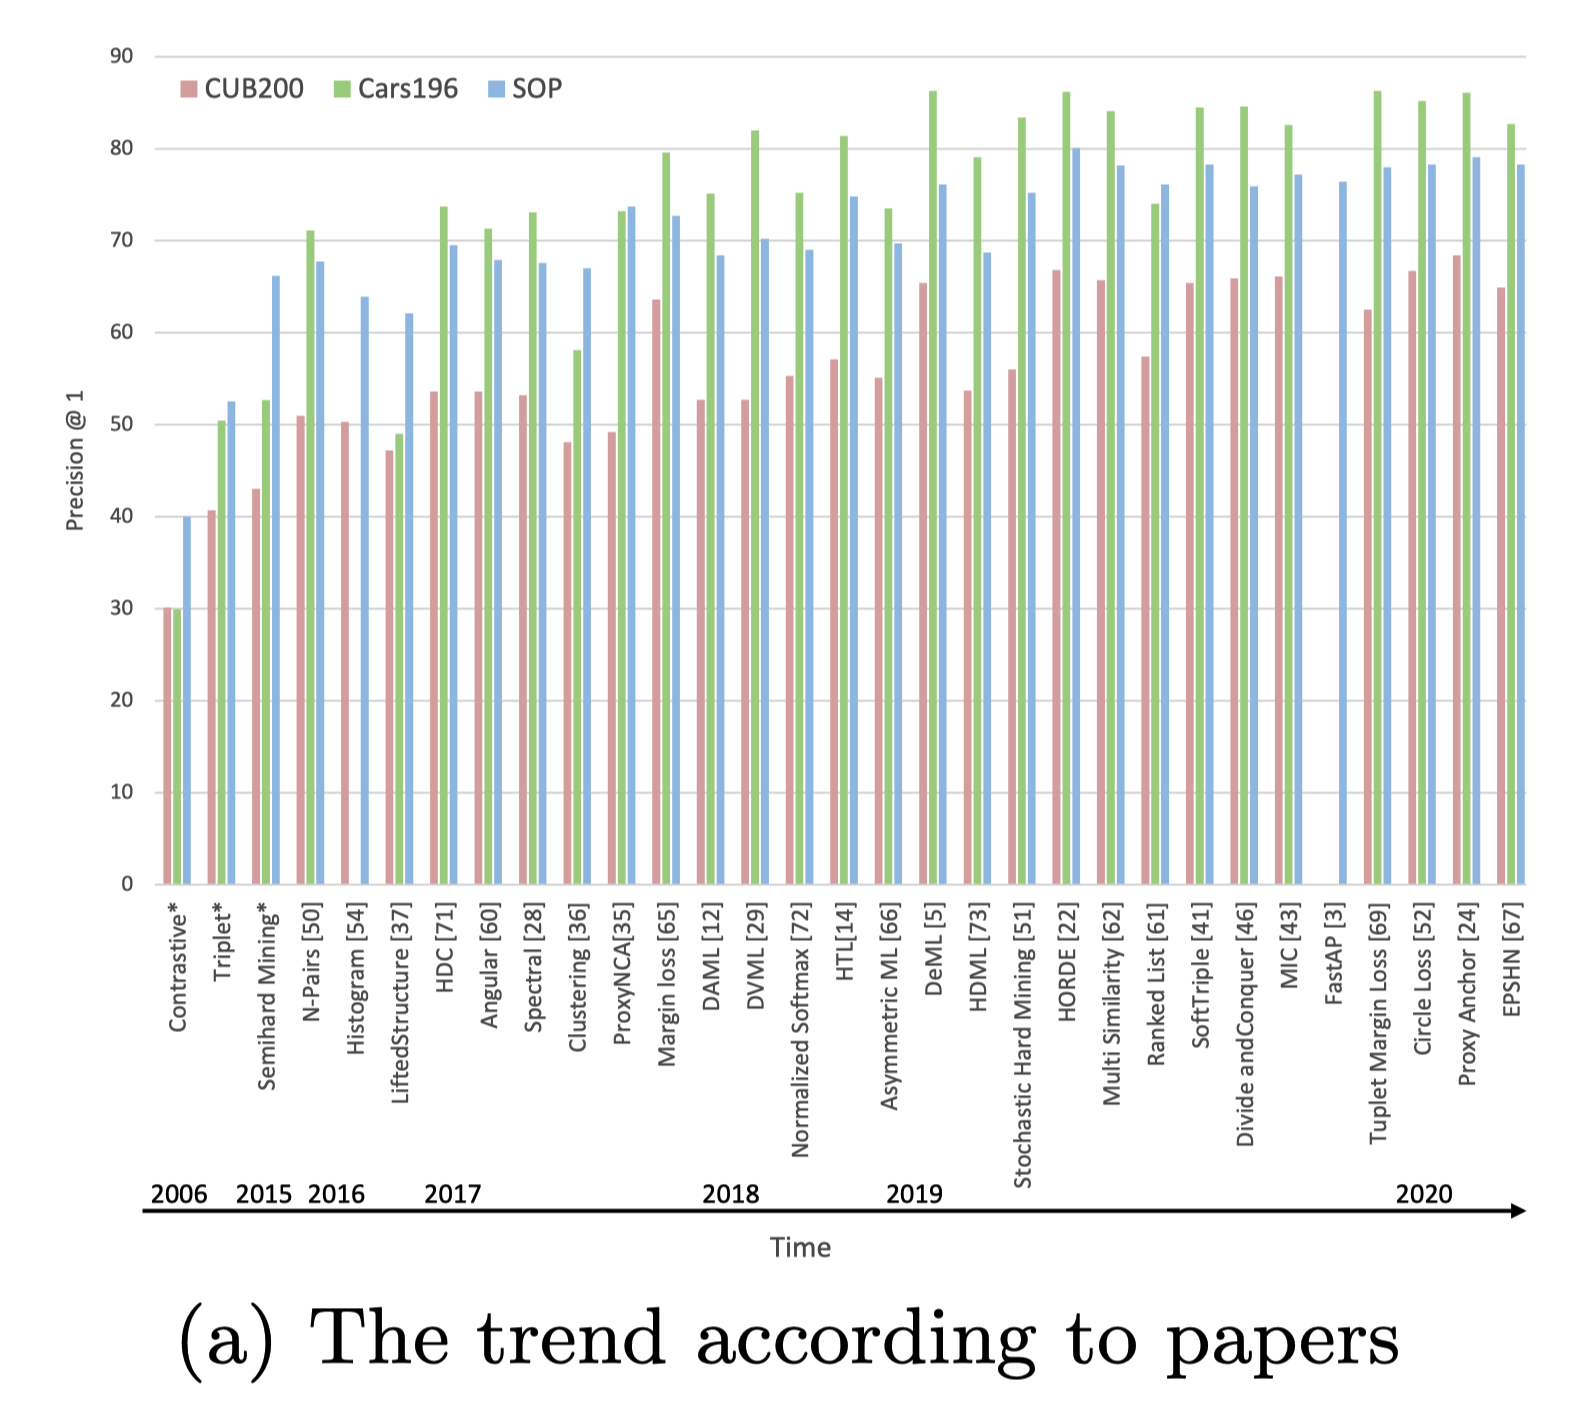 90
CUB200 Cars196 SOP
80
70
60
50
40
30
20
10
0
Precision @ 1
Contrastive*
Triplet*
Semihard Mining*
N-Pairs [50]
Histogram [54]
LiftedStructure [37]
HDC [71]
Angular [60]
Spectral [28]
Clustering [36]
ProxyNCA[35]
Margin loss [65]
DAML [12]
DVML [29]
Normalized Softmax [72]
HTL[14]
Asymmetric ML [66]
DeML [5]
HDML [73]
Stochastic Hard Mining [51]
HORDE [22]
Multi Similarity [62]
Ranked List [61]
SoftTriple [41]
Divide andConquer [46]
MIC [43]
FastAP [3]
Tuplet Margin Loss [69]
Circle Loss [52]
Proxy Anchor [24]
EPSHN [67]
2006 2015 2016 2017 2018 2019 2020
Time
(a) The trend according to papers